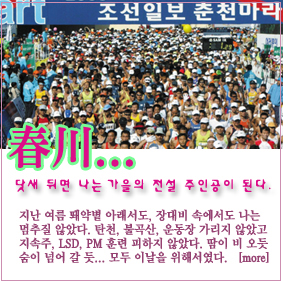 art 조선일보 춘천마라
春川...
닷새 뒤면 나는 가을의 전설 주인공이 된다.
지난 여름 뙈약볕 아래서도, 장대비 속에서도 나는
멈추질 않았다. 탄천, 불곡산, 운동장 가리지 않았고
지속주, LSD, PM 훈련 피하지 않았다. 땀이 비 오듯
숨이 넘어 갈 듯... 모두 이날을 위해서였다. [more]